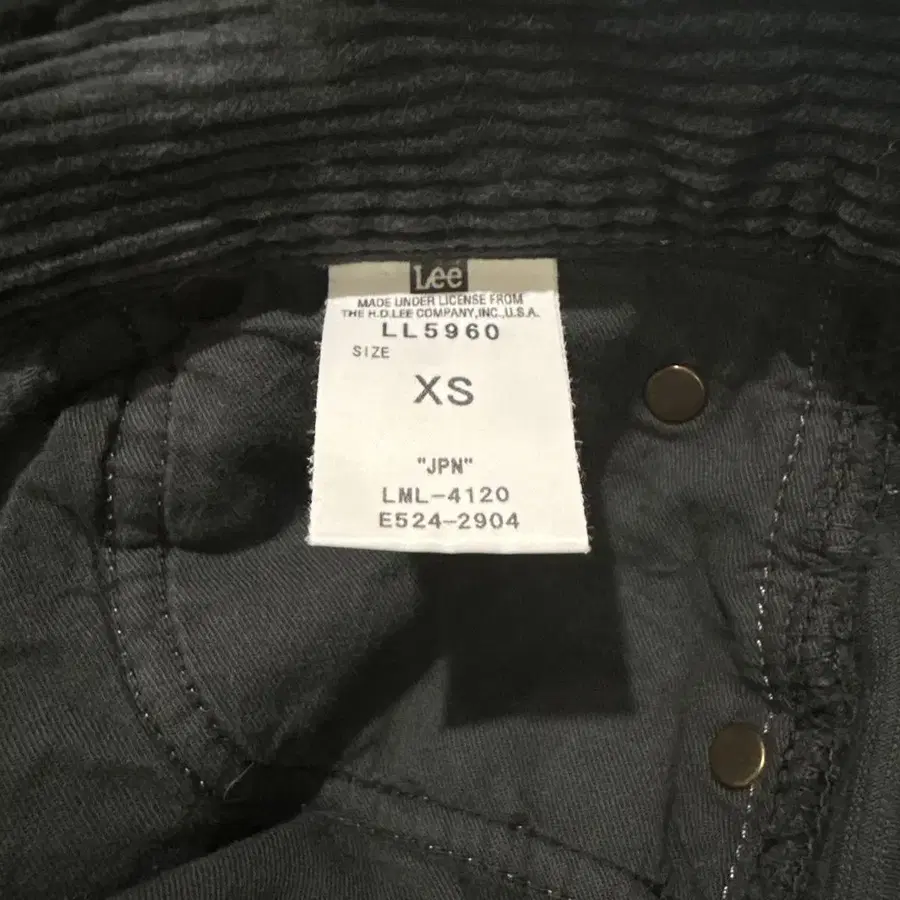 Lee
MADE UNDER LICENSE FROM
THE H.D.LEE COMPANY,INC.,U.S.A.
LL5960
SIZE
XS
"JPN"
LML-4120
E524-2904